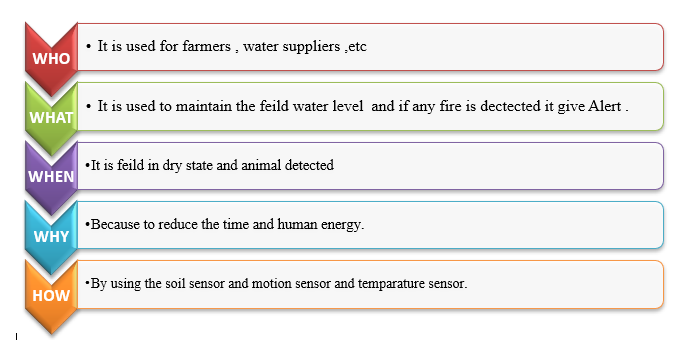 WHO
• It is used for farmers , water suppliers ,etc
WHAT
• It is used to maintain the feild water level and if any fire is dectected it give Alert .
WHEN
•It is feild in dry state and animal detected
WHY
•Because to reduce the time and human energy.
HOW
•By using the soil sensor and motion sensor and temparature sensor.